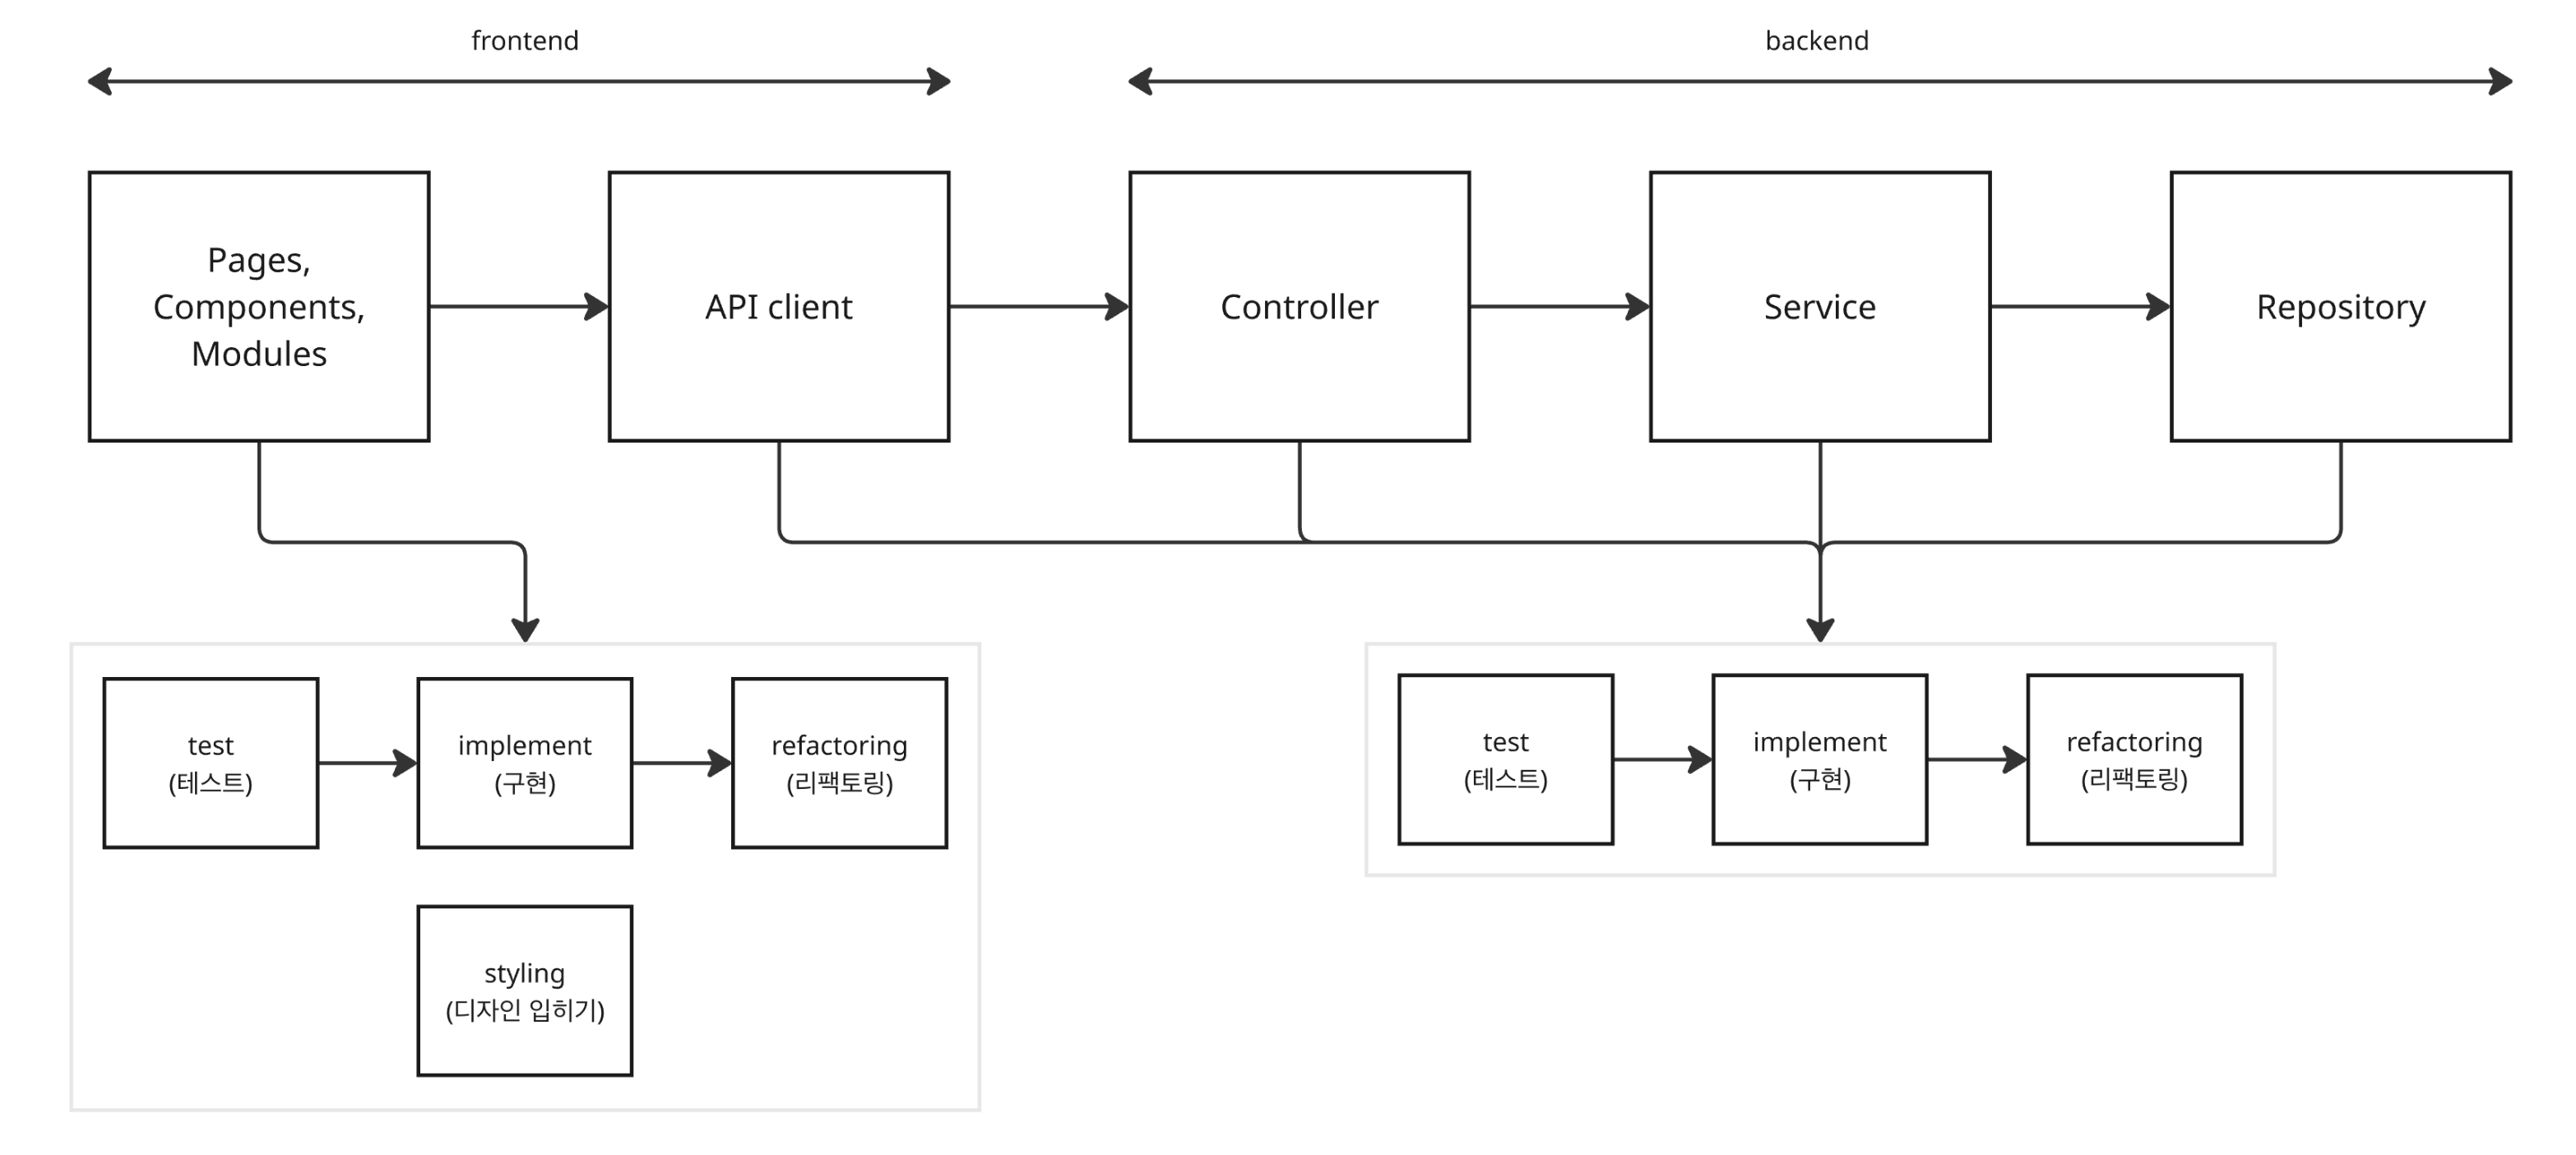 frontend
backend
Pages,
Components,
Modules
API client
Controller
Service
Repository
test
(테스트)
implement
(구현)
refactoring
(리팩토링)
styling
(디자인 입히기)
test
(테스트)
implement
(구현)
refactoring
(리팩토링)